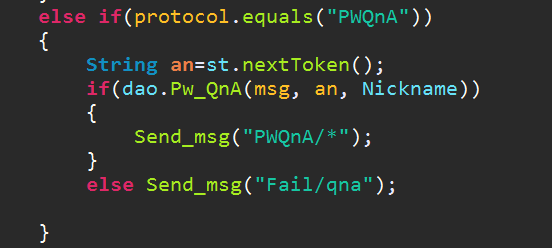 }
else if(protocol.equals("PWQnA"))
{
String an=st.nextToken();
if(dao.Pw_QnA(msg, an, Nickname))
{
Send_msg("PWQnA/*");
}
else Send_msg("Fail/qna");
}